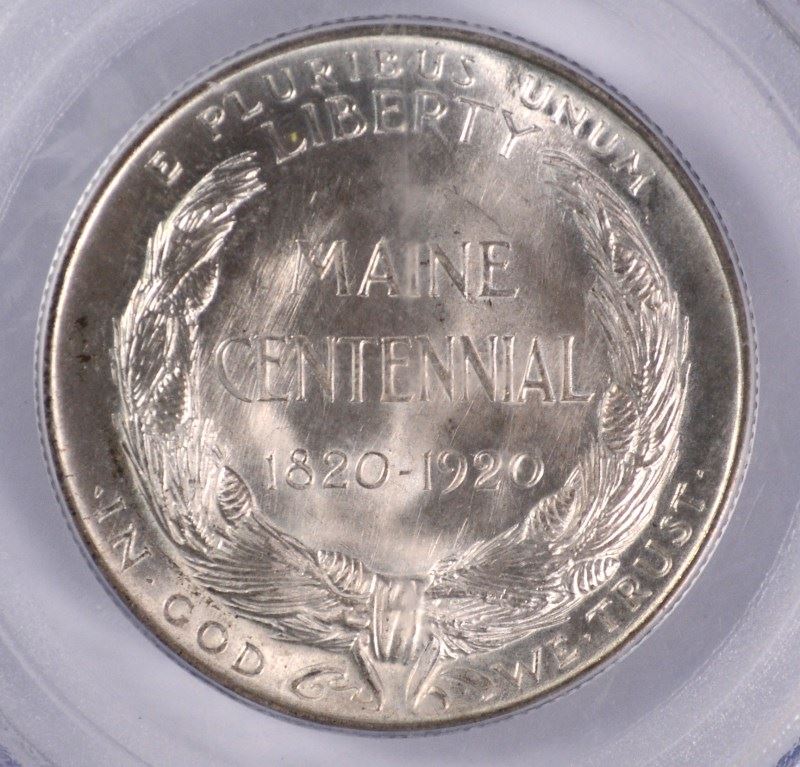 E PLURIBUS UNUM
LIBERTY
MAINE
CENTENNIAL
1820-1920
·IN·GOD WE·TRUST·